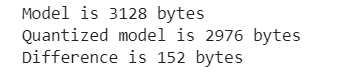 Model is 3128 bytes
Quantized model is 2976 bytes
Difference is 152 bytes